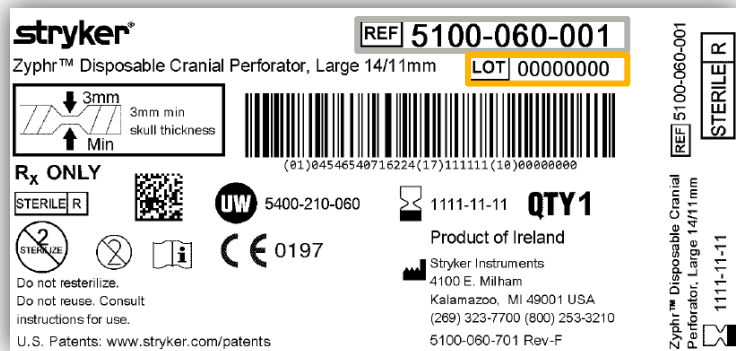 stryker®
REF 5100-060-001
Zyphr™ Disposable Cranial Perforator, Large 14/11mm
LOT 00000000
3mm
Min
3mm min
skull thickness
(01)04546540716224(17)111111(10)00000000
Rx ONLY
STERILE R
UW 5400-210-060
1111-11-11
QTY1
2
STERILIZE
2
i
CE 0197
Product of Ireland
Stryker Instruments
4100 E. Milham
Kalamazoo, MI 49001 USA
(269) 323-7700 (800) 253-3210
5100-060-701 Rev-F
Do not resterilize.
Do not reuse. Consult
instructions for use.
U.S. Patents: www.stryker.com/patents
REF 5100-060-001
STERILE R
Zyphr™ Disposable Cranial
Perforator, Large 14/11mm
1111-11-11